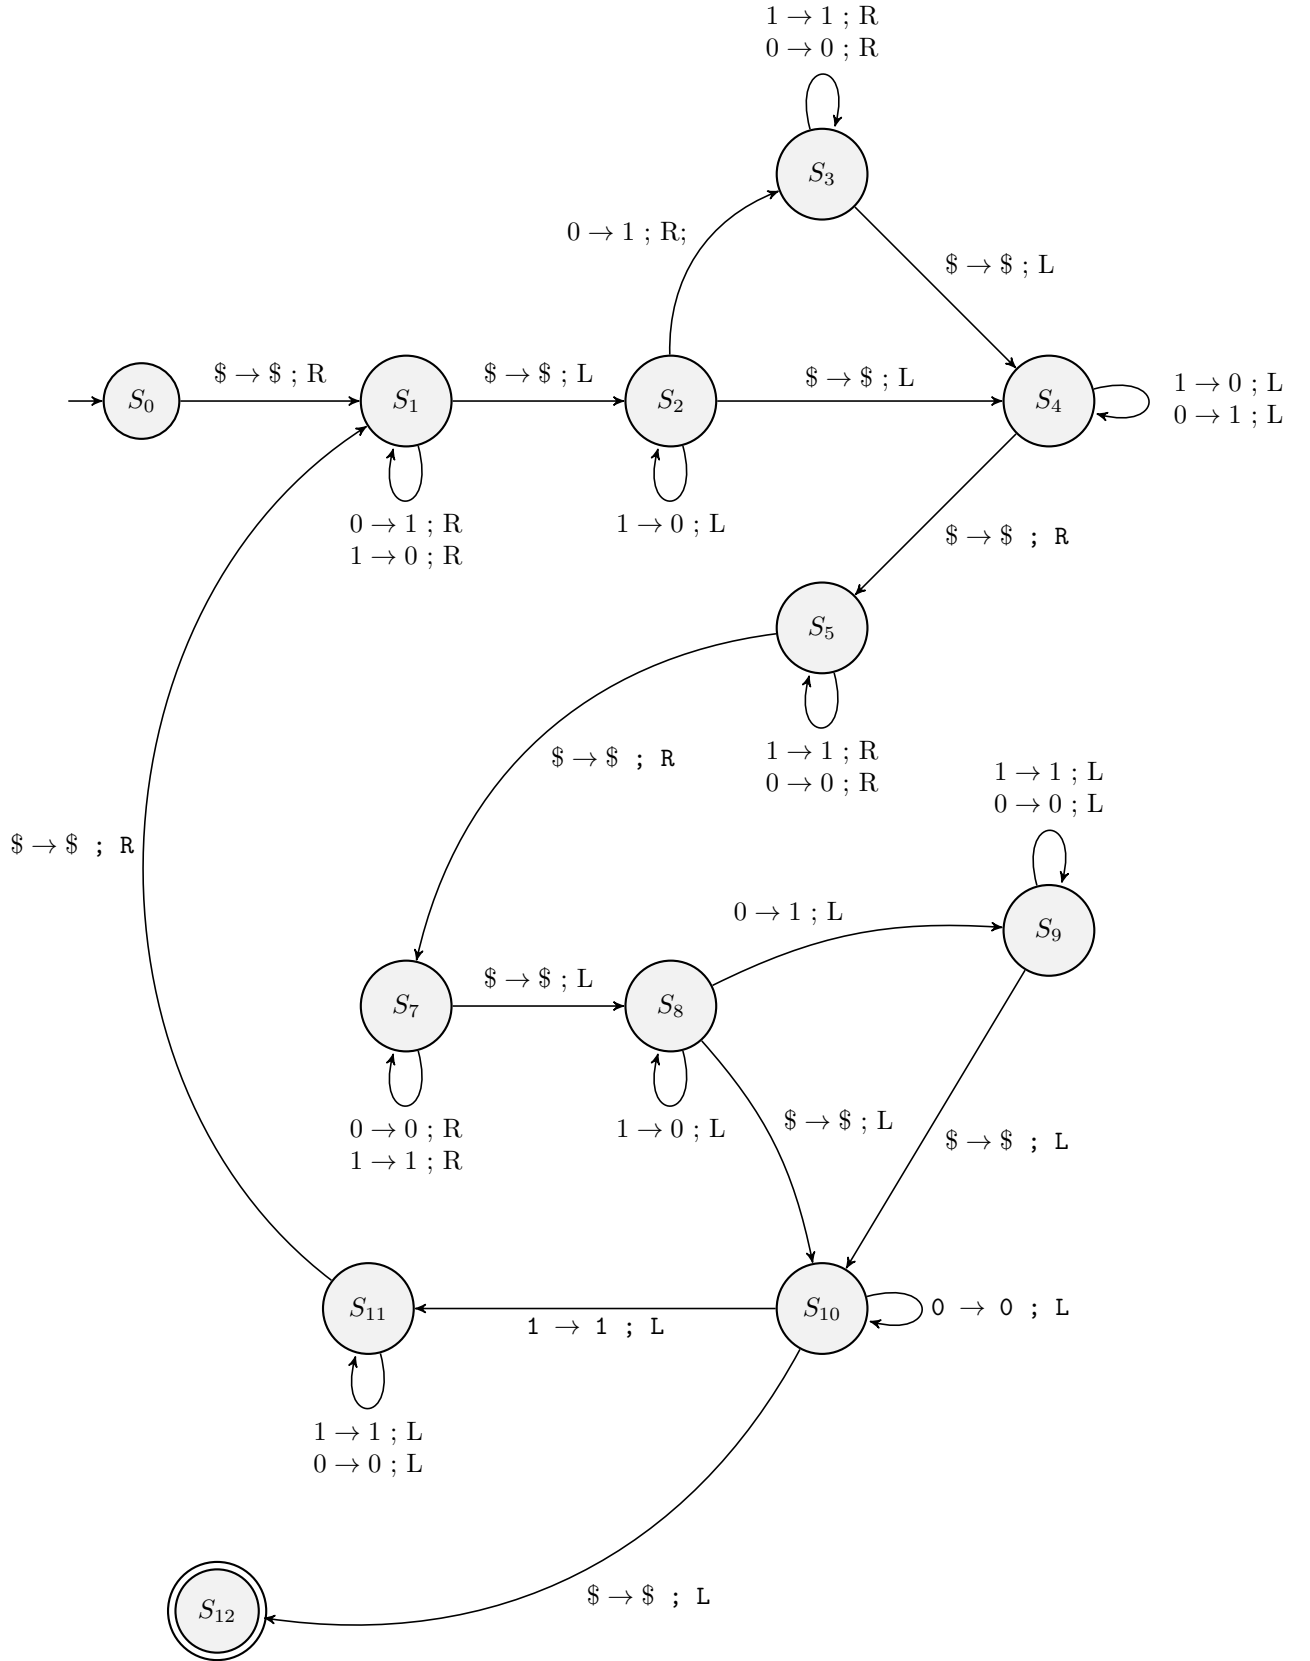 1 → 1 ; R
0 → 0 ; R
S₃
0 → 1 ; R;
$ → $ ; L
S₀
$ → $ ; R
S₁
$ → $ ; L
S₂
$ → $ ; L
S₄
1 → 0 ; L
0 → 1 ; L
0 → 1 ; R
1 → 0 ; R
1 → 0 ; L
$ → $ ; R
S₅
1 → 1 ; R
0 → 0 ; R
$ → $ ; R
1 → 1 ; L
0 → 0 ; L
$ → $ ; R
0 → 1 ; L
S₉
S₇
$ → $ ; L
S₈
0 → 0 ; R
1 → 1 ; R
1 → 0 ; L
$ → $ ; L
$ → $ ; L
S₁₁
1 → 1 ; L
S₁₀
0 → 0 ; L
1 → 1 ; L
0 → 0 ; L
S₁₂
$ → $ ; L